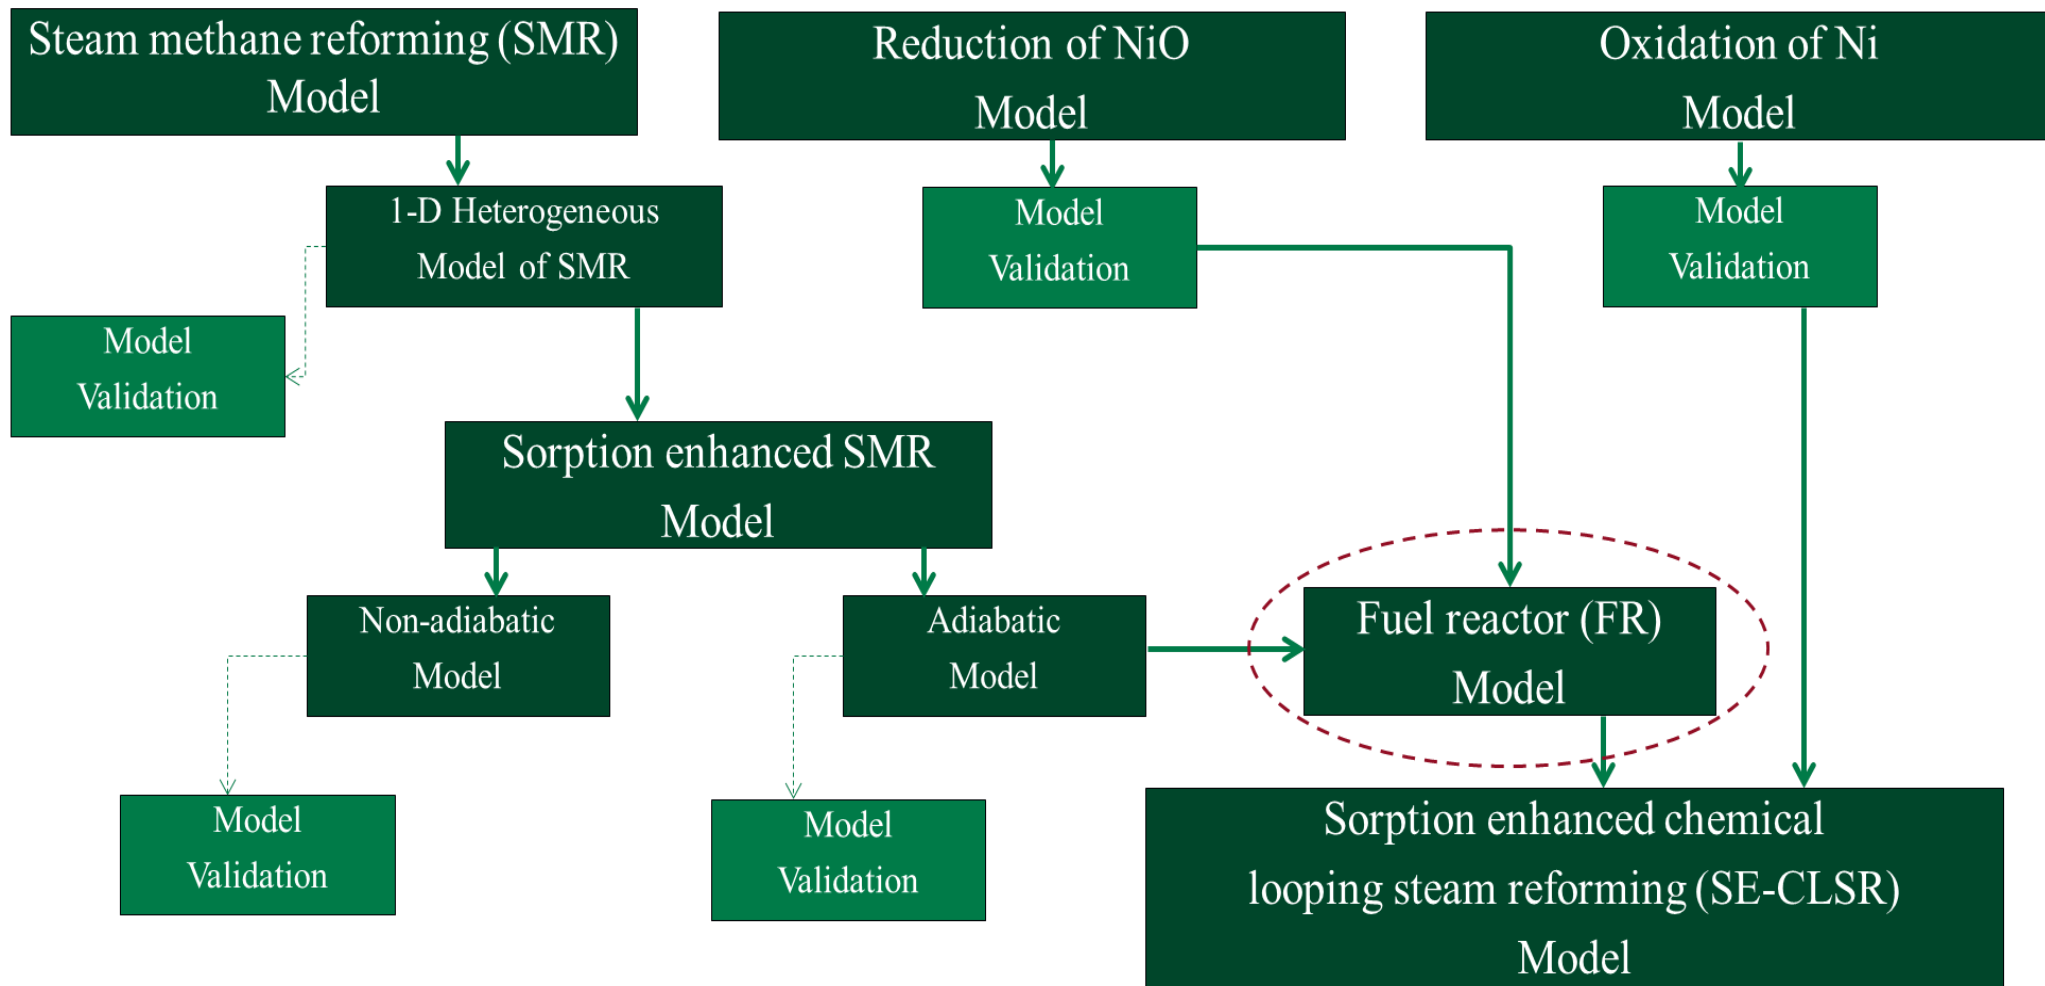 Steam methane reforming (SMR)
Model
Reduction of NiO
Model
Oxidation of Ni
Model
1-D Heterogeneous
Model of SMR
Model
Validation
Model
Validation
Model
Validation
Sorption enhanced SMR
Model
Non-adiabatic
Model
Adiabatic
Model
Fuel reactor (FR)
Model
Model
Validation
Model
Validation
Sorption enhanced chemical
looping steam reforming (SE-CLSR)
Model